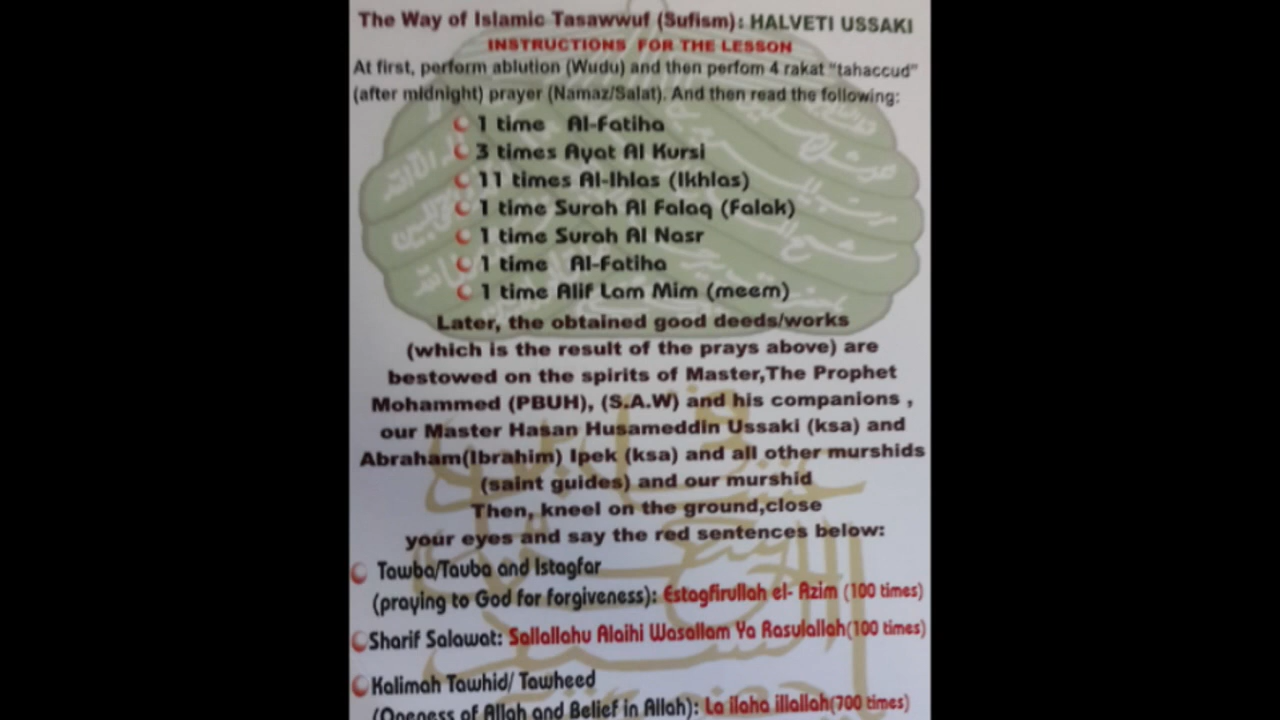 The Way of Islamic Tasawwuf (Sufism): HALVETI USSAKI
INSTRUCTIONS FOR THE LESSON
At first, perform ablution (Wudu) and then perfom 4 rakat "tahaccud"
(after midnight) prayer (Namaz/Salat). And then read the following:
1 time Al-Fatiha
3 times Ayat Al Kursi
11 times Al-Ihlas (Ikhlas)
1 time Surah Al Falaq (Falak)
1 time Surah Al Nasr
1 time Al-Fatiha
1 time Alif Lam Mim (meem)
Later, the obtained good deeds/works
(which is the result of the prays above) are
bestowed on the spirits of Master,The Prophet
Mohammed (PBUH), (S.A.W) and his companions ,
our Master Hasan Husameddin Ussaki (ksa) and
Abraham(Ibrahim) Ipek (ksa) and all other murshids
(saint guides) and our murshid
Then, kneel on the ground,close
your eyes and say the red sentences below:
Tawba/Tauba and Istagfar
(praying to God for forgiveness): Estagfirullah el- Azim (100 times)
Sharif Salawat: Sallallahu Alaihi Wasallam Ya Rasulallah(100 times)
Kalimah Tawhid/ Tawheed
(Oneness of Allah and Belief in Allah): La ilaha illallah(700 times)